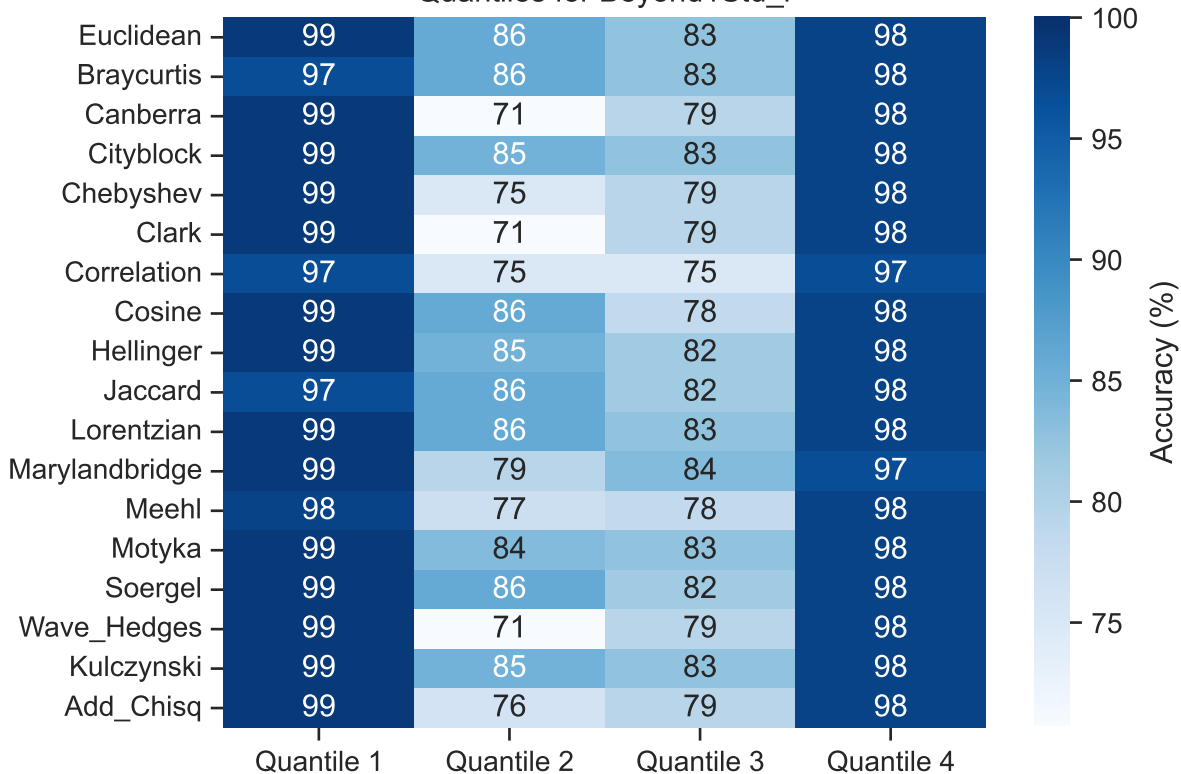 Quantiles for Beyond1Std_
Euclidean 99 86 83 98
Braycurtis 97 86 83 98
Canberra 99 71 79 98
Cityblock 99 85 83 98
Chebyshev 99 75 79 98
Clark 99 71 79 98
Correlation 97 75 75 97
Cosine 99 86 78 98
Hellinger 99 85 82 98
Jaccard 97 86 82 98
Lorentzian 99 86 83 98
Marylandbridge 99 79 84 97
Meehl 98 77 78 98
Motyka 99 84 83 98
Soergel 99 86 82 98
Wave_Hedges 99 71 79 98
Kulczynski 99 85 83 98
Add_Chisq 99 76 79 98
Quantile 1 Quantile 2 Quantile 3 Quantile 4
100
95
90
85
80
75
Accuracy (%)